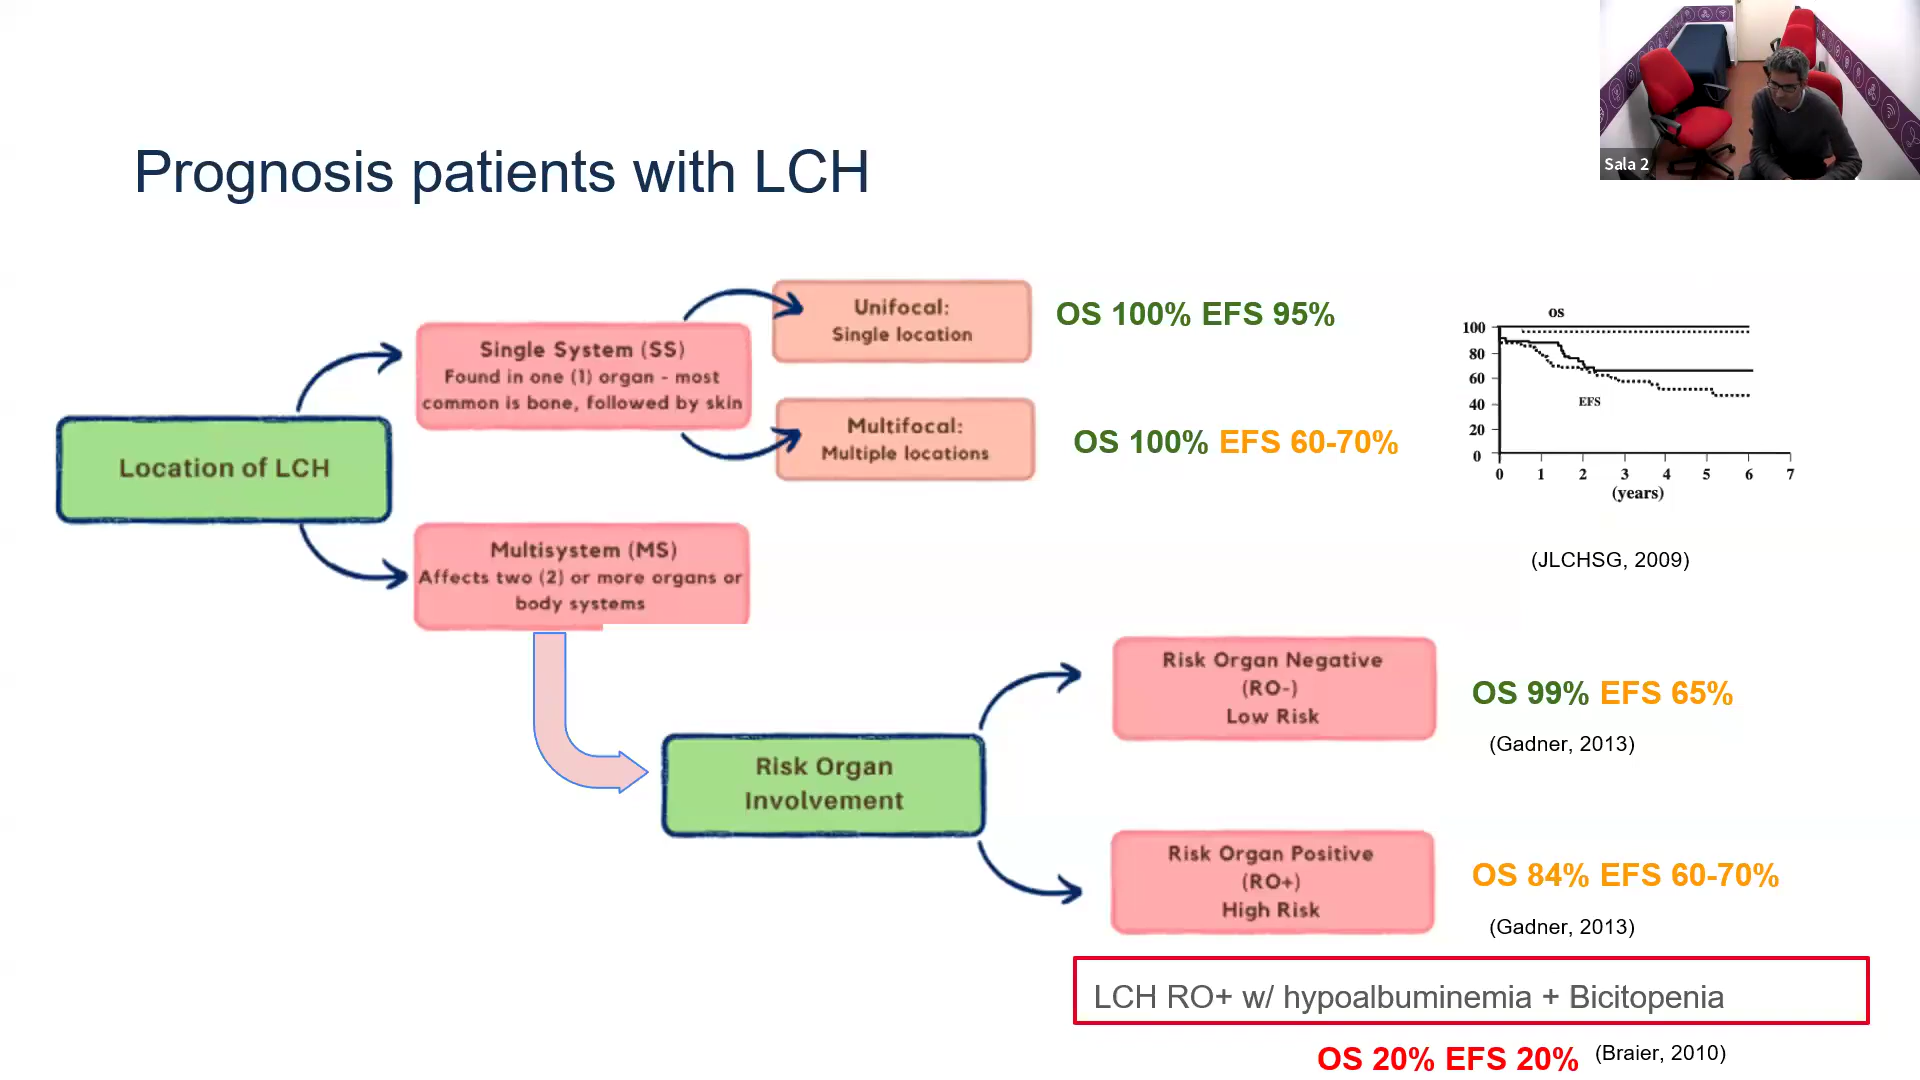 Sala 2
Prognosis patients with LCH
Location of LCH
Single System (SS)
Found in one (1) organ - most
common is bone, followed by skin
Unifocal:
Single location
OS 100% EFS 95%
Multifocal:
Multiple locations
OS 100% EFS 60-70%
OS
100
80
60
40
20
0
EFS
0 1 2 3 4 5 6 7
(years)
(JLCHSG, 2009)
Multisystem (MS)
Affects two (2) or more organs or
body systems
Risk Organ
Involvement
Risk Organ Negative
(RO-)
Low Risk
OS 99% EFS 65%
(Gadner, 2013)
Risk Organ Positive
(RO+)
High Risk
OS 84% EFS 60-70%
(Gadner, 2013)
LCH RO+ w/ hypoalbuminemia + Bicitopenia
OS 20% EFS 20% (Braier, 2010)